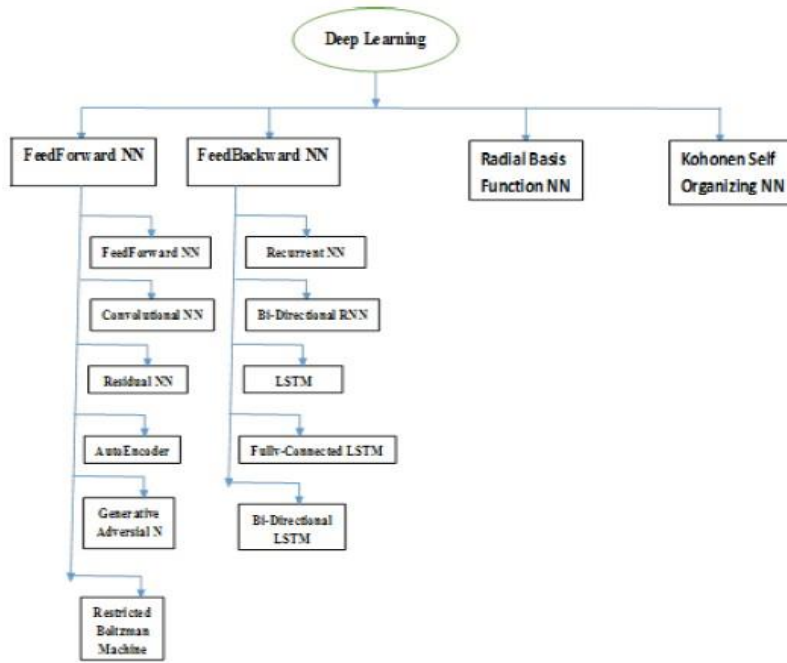 Deep Learning
FeedForward NN
FeedBackward NN
Radial Basis
Function NN
Kohonen Self
Organizing NN
FeedForward NN
Convolutional NN
Residual NN
AutoEncoder
Generative
Adversial N
Restricted
Boltzman
Machine
Recurrent NN
Bi-Directional RNN
LSTM
Fully-Connected LSTM
Bi-Directional
LSTM